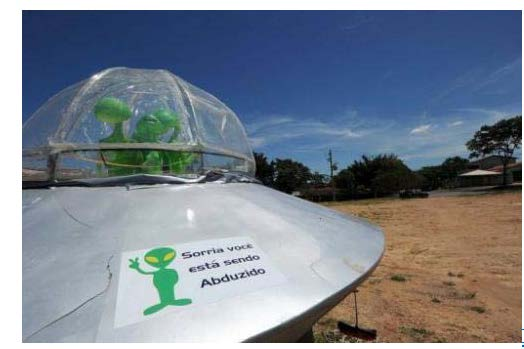 Sorria você
está sendo
Abduzido